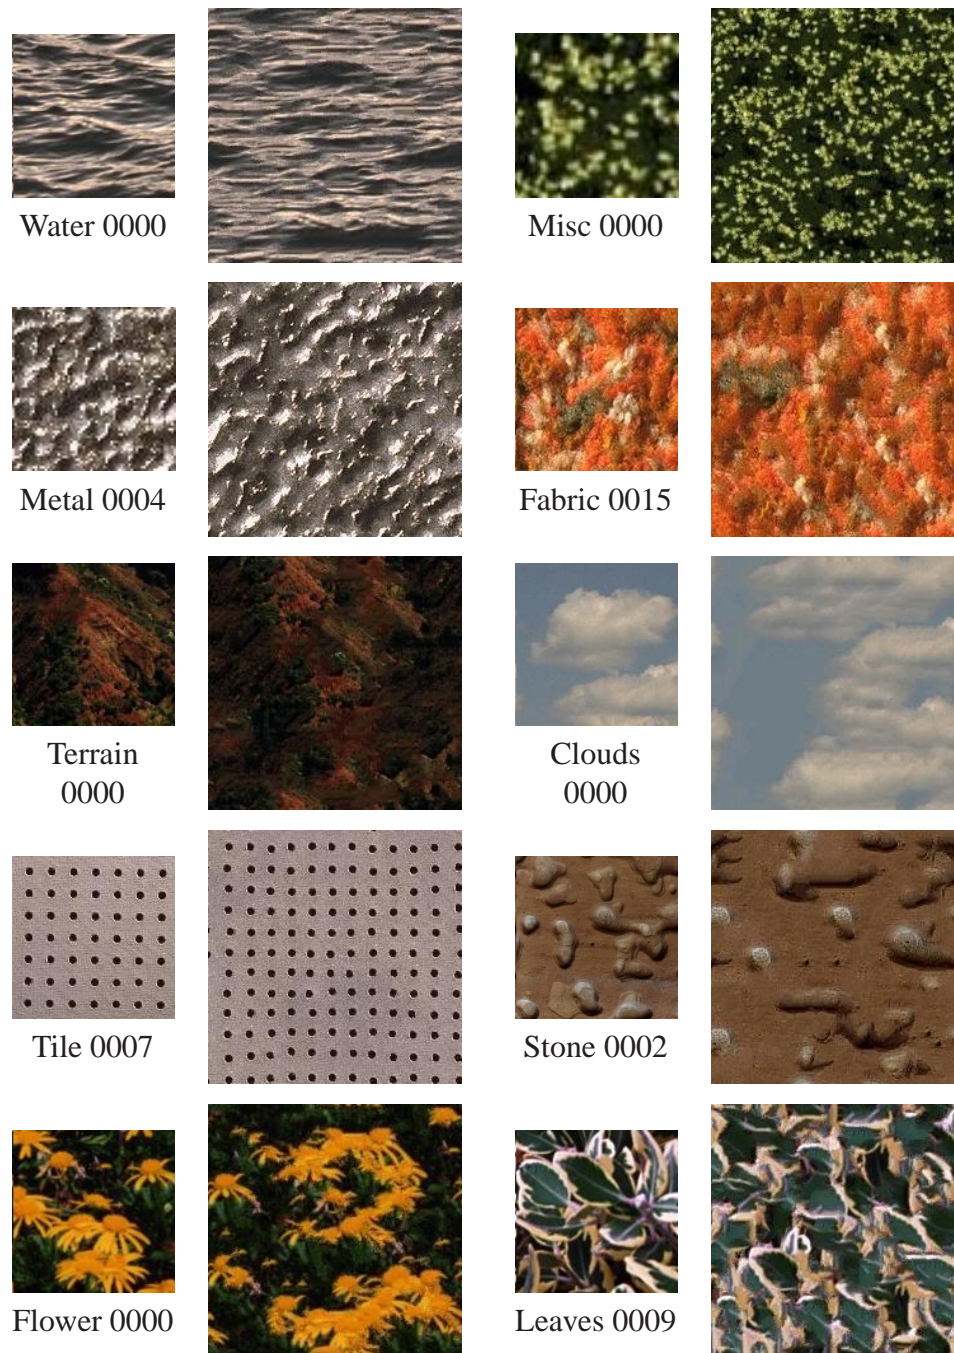 Water 0000
Misc 0000
Metal 0004
Fabric 0015
Terrain
0000
Clouds
0000
Tile 0007
Stone 0002
Flower 0000
Leaves 0009